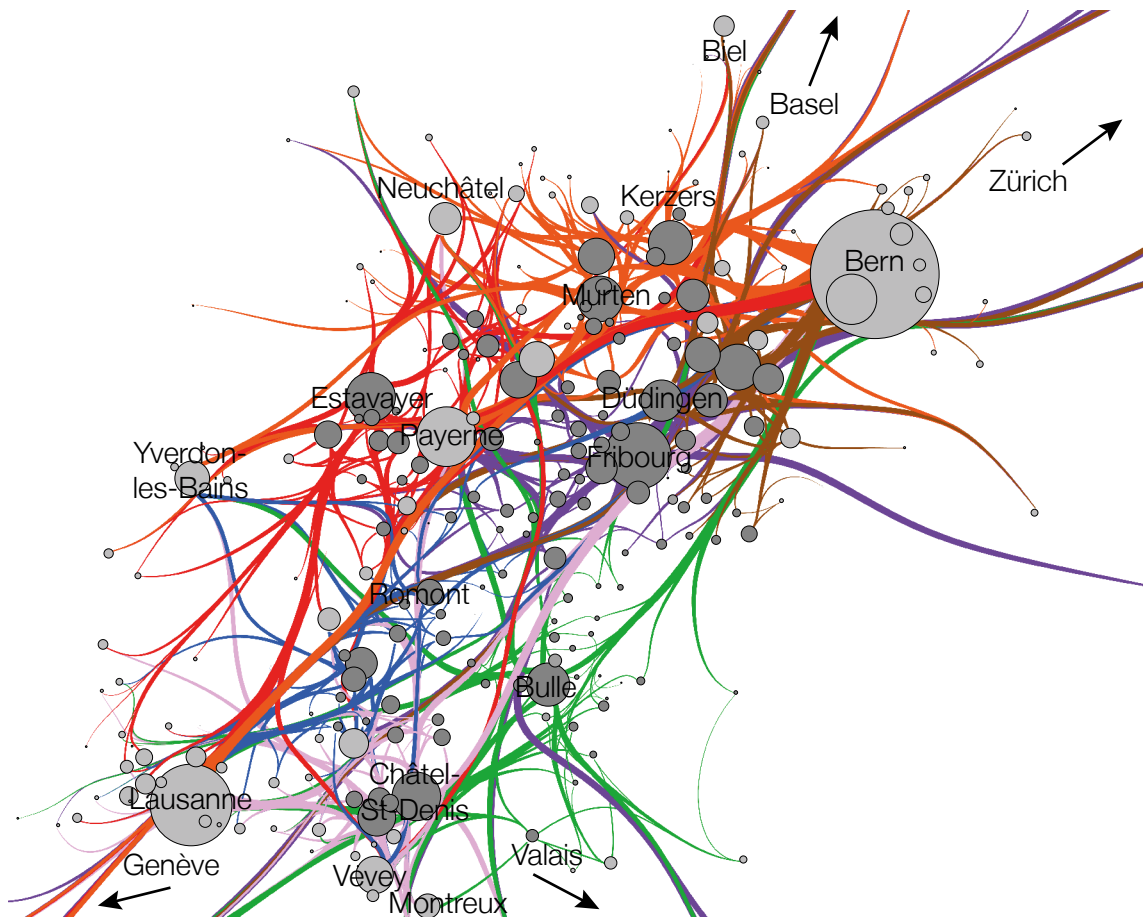 Biel
Basel
Zürich
Neuchâtel
Kerzers
Bern
Murten
Estavayer
Düdingen
Payerne
Yverdon-
les-Bains
Fribourg
Romont
Bulle
Châtel-
St-Denis
Lausanne
Genève
Valais
Vevey
Montreux